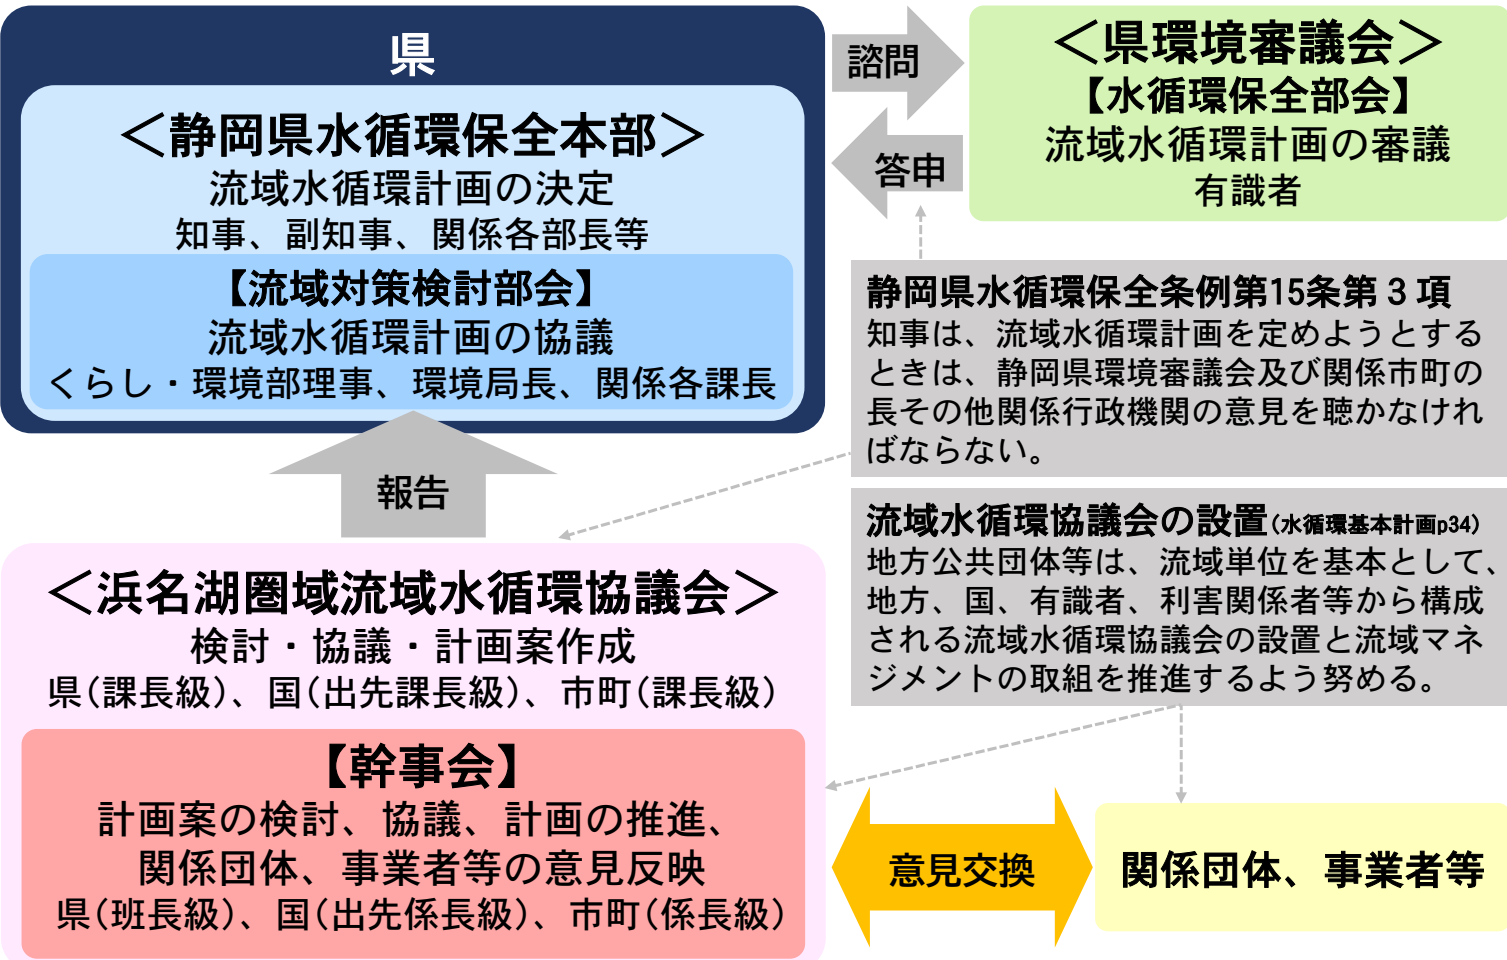 県
＜静岡県水循環保全本部＞
流域水循環計画の決定
知事、副知事、関係各部長等
【流域対策検討部会】
流域水循環計画の協議
くらし・環境部理事、環境局長、関係各課長
諮問
答申
＜県環境審議会＞
【水循環保全部会】
流域水循環計画の審議
有識者
静岡県水循環保全条例第15条第３項
知事は、流域水循環計画を定めようとする
ときは、静岡県環境審議会及び関係市町の
長その他関係行政機関の意見を聴かなけれ
ばならない。
報告
流域水循環協議会の設置(水循環基本計画p34)
地方公共団体等は、流域単位を基本として、
地方、国、有識者、利害関係者等から構成
される流域水循環協議会の設置と流域マネ
ジメントの取組を推進するよう努める。
＜浜名湖圏域流域水循環協議会＞
検討・協議・計画案作成
県(課長級)、国(出先課長級)、市町(課長級)
【幹事会】
計画案の検討、協議、計画の推進、
関係団体、事業者等の意見反映
県(班長級)、国(出先係長級)、市町(係長級)
意見交換
関係団体、事業者等